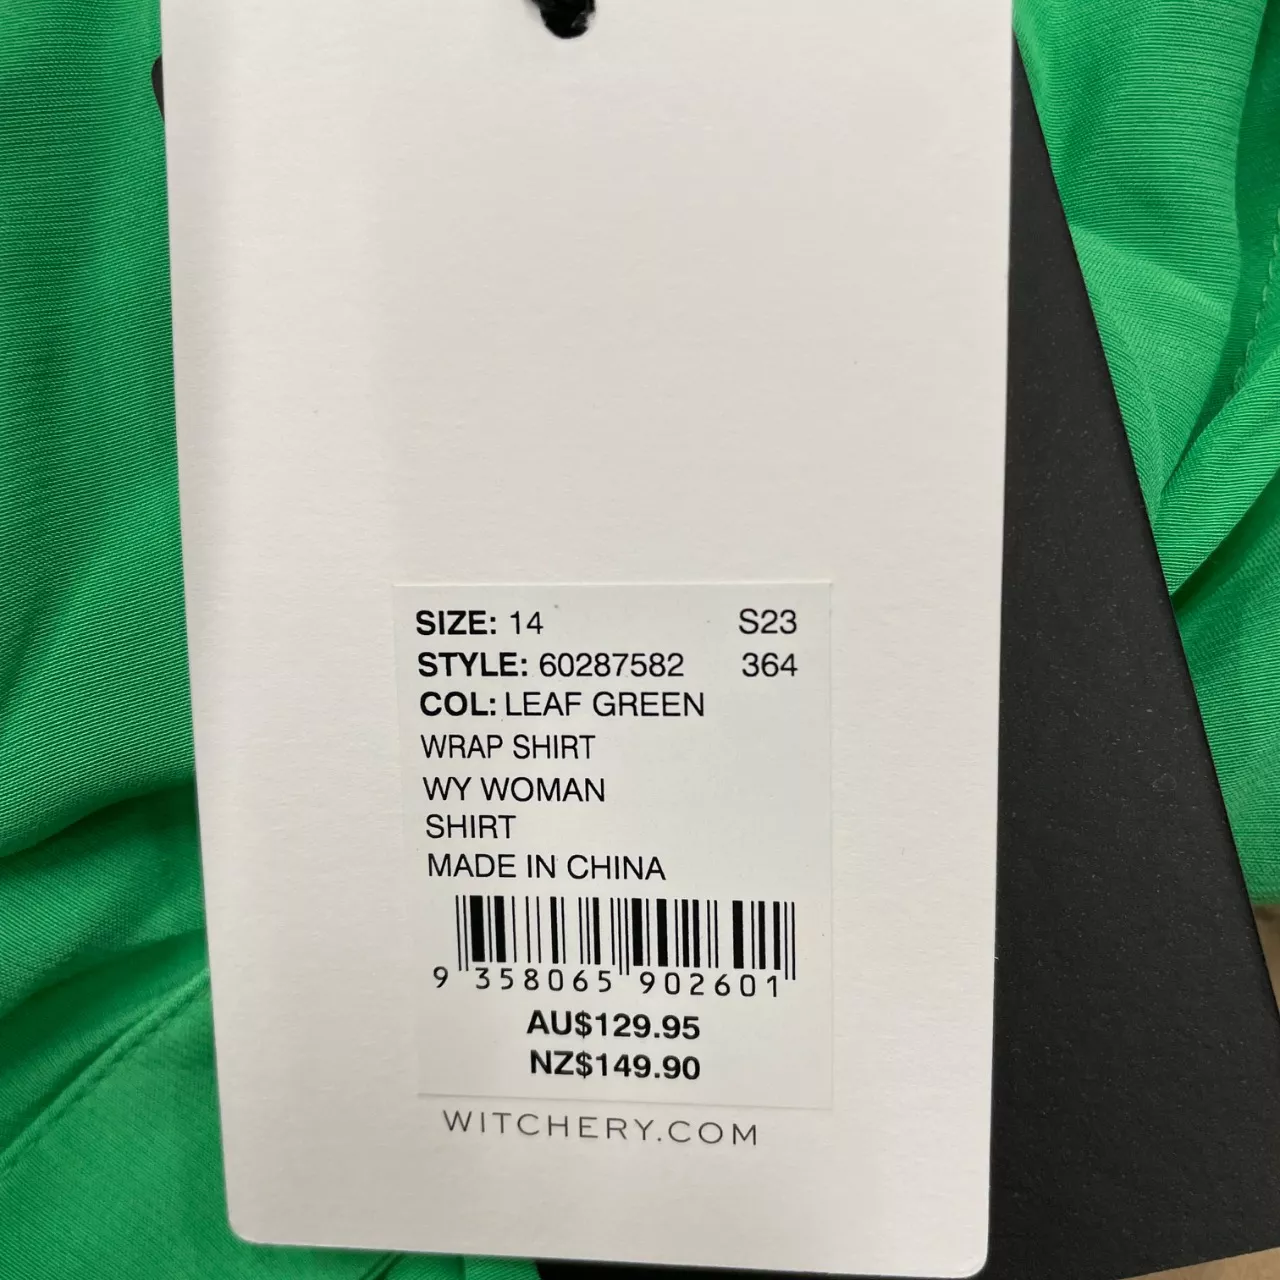 SIZE: 14 S23
STYLE: 60287582 364
COL: LEAF GREEN
WRAP SHIRT
WY WOMAN
SHIRT
MADE IN CHINA
9 358065 902601
AU$129.95
NZ$149.90
WITCHERY.COM